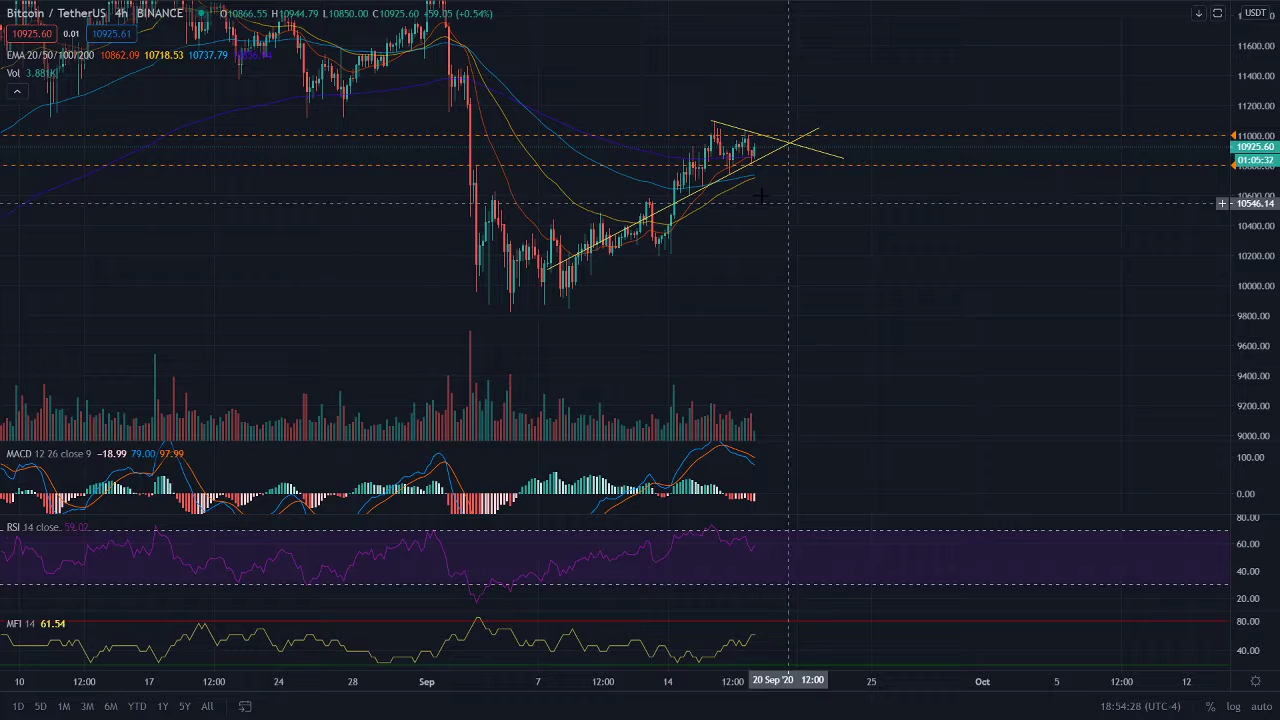 Bitcoin / TetherUS 4h BINANCE O10866.55 H10944.79 L10850.00 C10925.60 +59.05 (+0.54%)
10925.60 0.01 10925.61
EMA 20/50/100/200 10862.09 10718.53 10737.79
Vol 3.881K
USDT
11600.00
11400.00
11200.00
11000.00
10925.60
01:05:32
10546.14
10400.00
10200.00
10000.00
9800.00
9600.00
9400.00
9200.00
9000.00
MACD 12 26 close 9 −18.99 79.00 97.99
100.00
0.00
RSI 14 close 59.02
80.00
60.00
40.00
20.00
MFI 14 61.54
80.00
40.00
10 12:00 17 12:00 24 28 Sep 7 12:00 14 12:00 20 Sep '20 12:00 25 Oct 5 12:00 12
1D 5D 1M 3M 6M YTD 1Y 5Y All 18:54:28 (UTC-4) % log auto